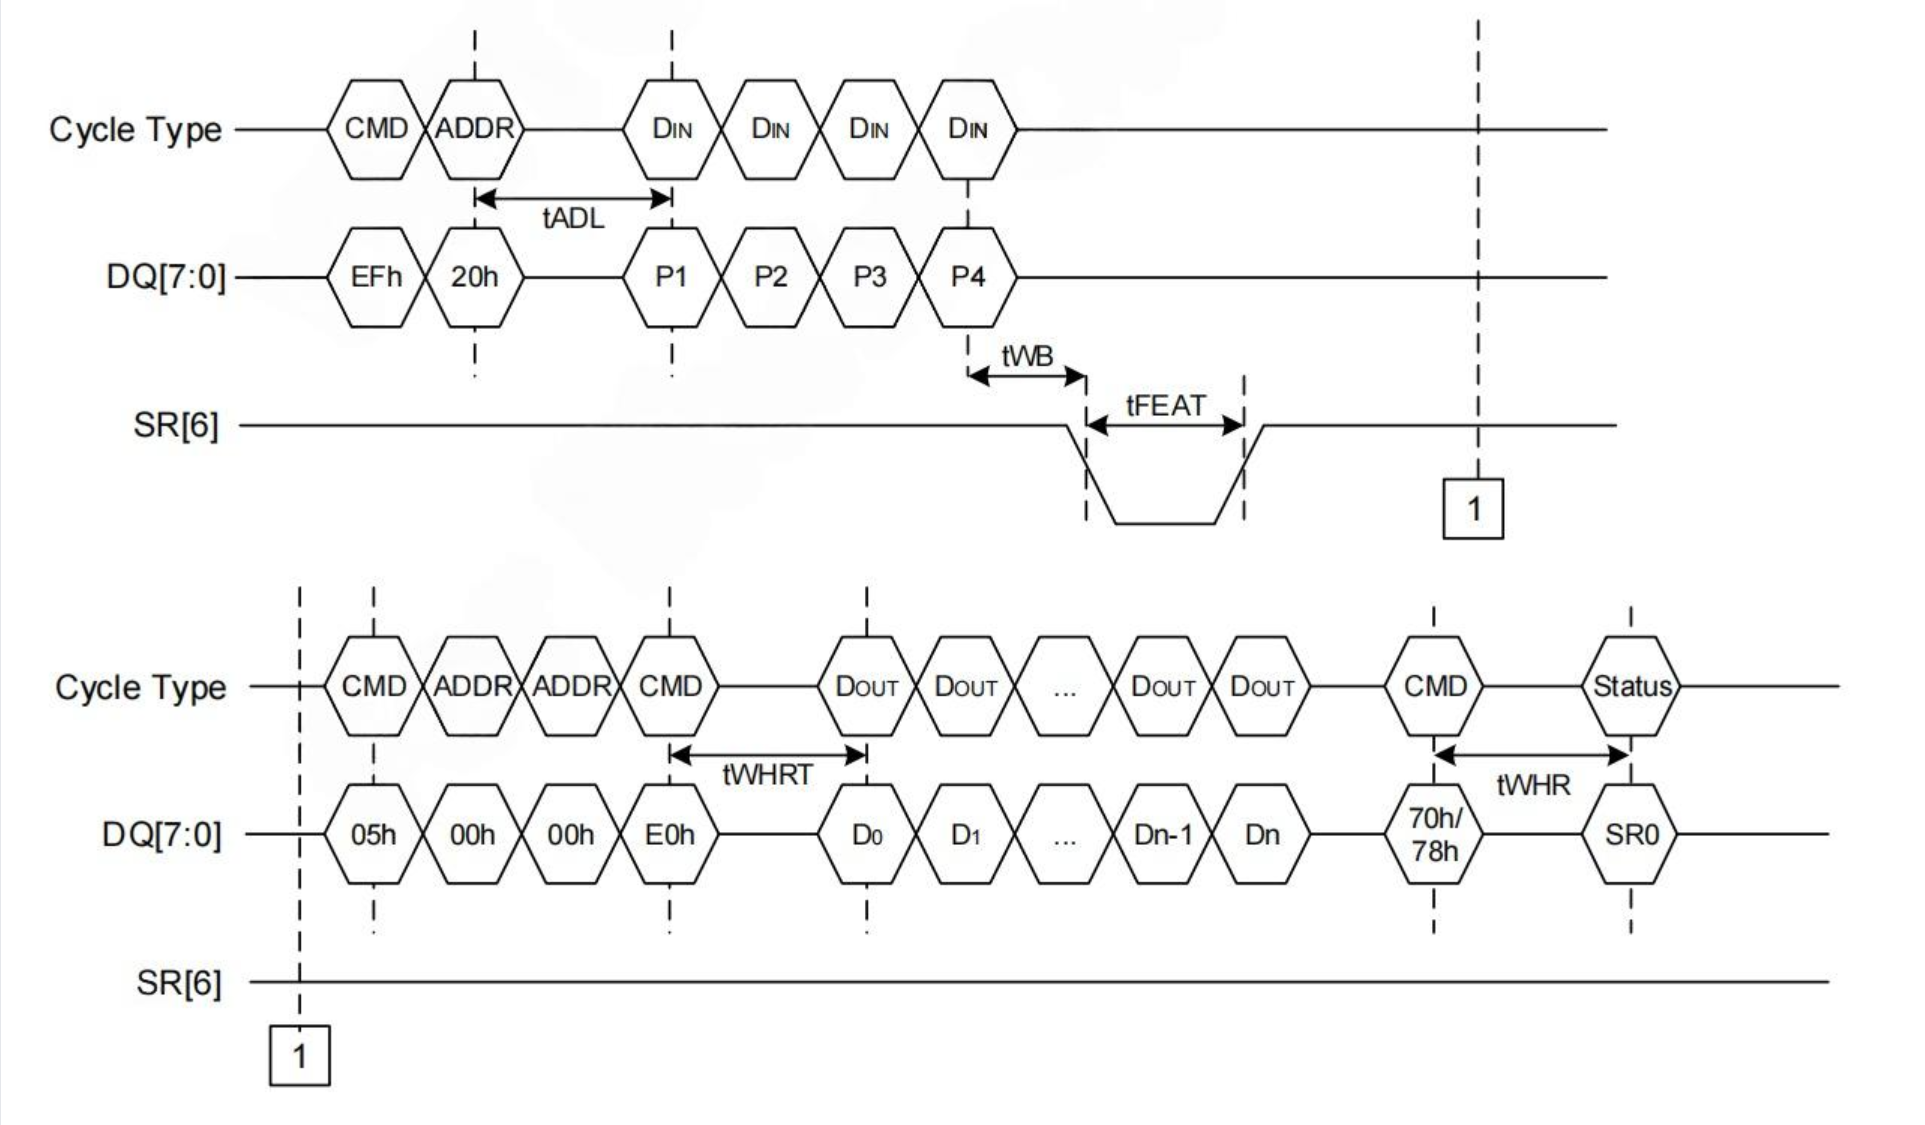 Cycle Type CMD ADDR DIN DIN DIN DIN
tADL
DQ[7:0] EFh 20h P1 P2 P3 P4
tWB
tFEAT
SR[6]
1
Cycle Type CMD ADDR ADDR CMD DOUT DOUT ... DOUT DOUT CMD Status
tWHRT tWHR
DQ[7:0] 05h 00h 00h E0h D0 D1 ... Dn-1 Dn 70h/ SR0
78h
SR[6]
1